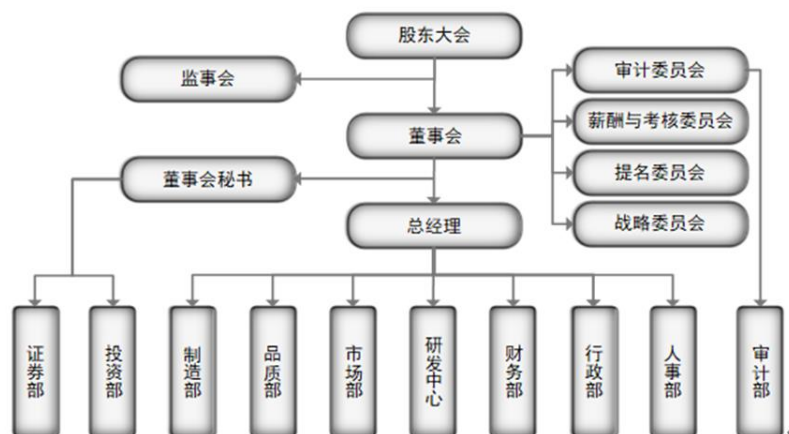 股东大会
监事会
审计委员会
薪酬与考核委员会
董事会
提名委员会
董事会秘书
战略委员会
总经理
证券部
投资部
制造部
品质部
市场部
研发中心
财务部
行政部
人事部
审计部